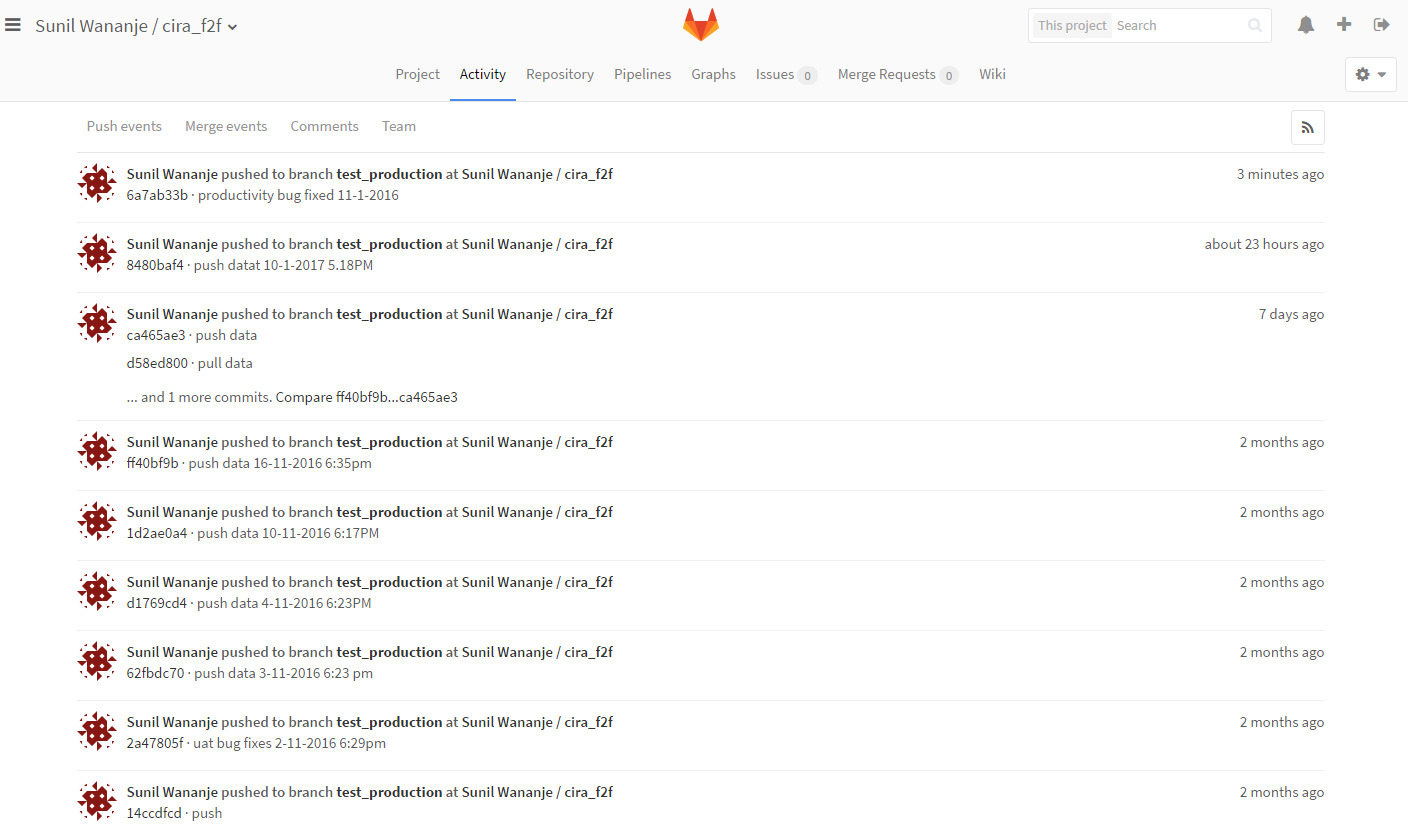 Sunil Wananje / cira_f2f
This project Search
Project Activity Repository Pipelines Graphs Issues 0 Merge Requests 0 Wiki
Push events Merge events Comments Team
Sunil Wananje pushed to branch test_production at Sunil Wananje / cira_f2f 3 minutes ago
6a7ab33b · productivity bug fixed 11-1-2016
Sunil Wananje pushed to branch test_production at Sunil Wananje / cira_f2f about 23 hours ago
8480baf4 · push datat 10-1-2017 5.18PM
Sunil Wananje pushed to branch test_production at Sunil Wananje / cira_f2f 7 days ago
ca465ae3 · push data
d58ed800 · pull data
... and 1 more commits. Compare ff40bf9b...ca465ae3
Sunil Wananje pushed to branch test_production at Sunil Wananje / cira_f2f 2 months ago
ff40bf9b · push data 16-11-2016 6:35pm
Sunil Wananje pushed to branch test_production at Sunil Wananje / cira_f2f 2 months ago
1d2ae0a4 · push data 10-11-2016 6:17PM
Sunil Wananje pushed to branch test_production at Sunil Wananje / cira_f2f 2 months ago
d1769cd4 · push data 4-11-2016 6:23PM
Sunil Wananje pushed to branch test_production at Sunil Wananje / cira_f2f 2 months ago
62fbdc70 · push data 3-11-2016 6:23 pm
Sunil Wananje pushed to branch test_production at Sunil Wananje / cira_f2f 2 months ago
2a47805f · uat bug fixes 2-11-2016 6:29pm
Sunil Wananje pushed to branch test_production at Sunil Wananje / cira_f2f 2 months ago
14ccdfcd · push